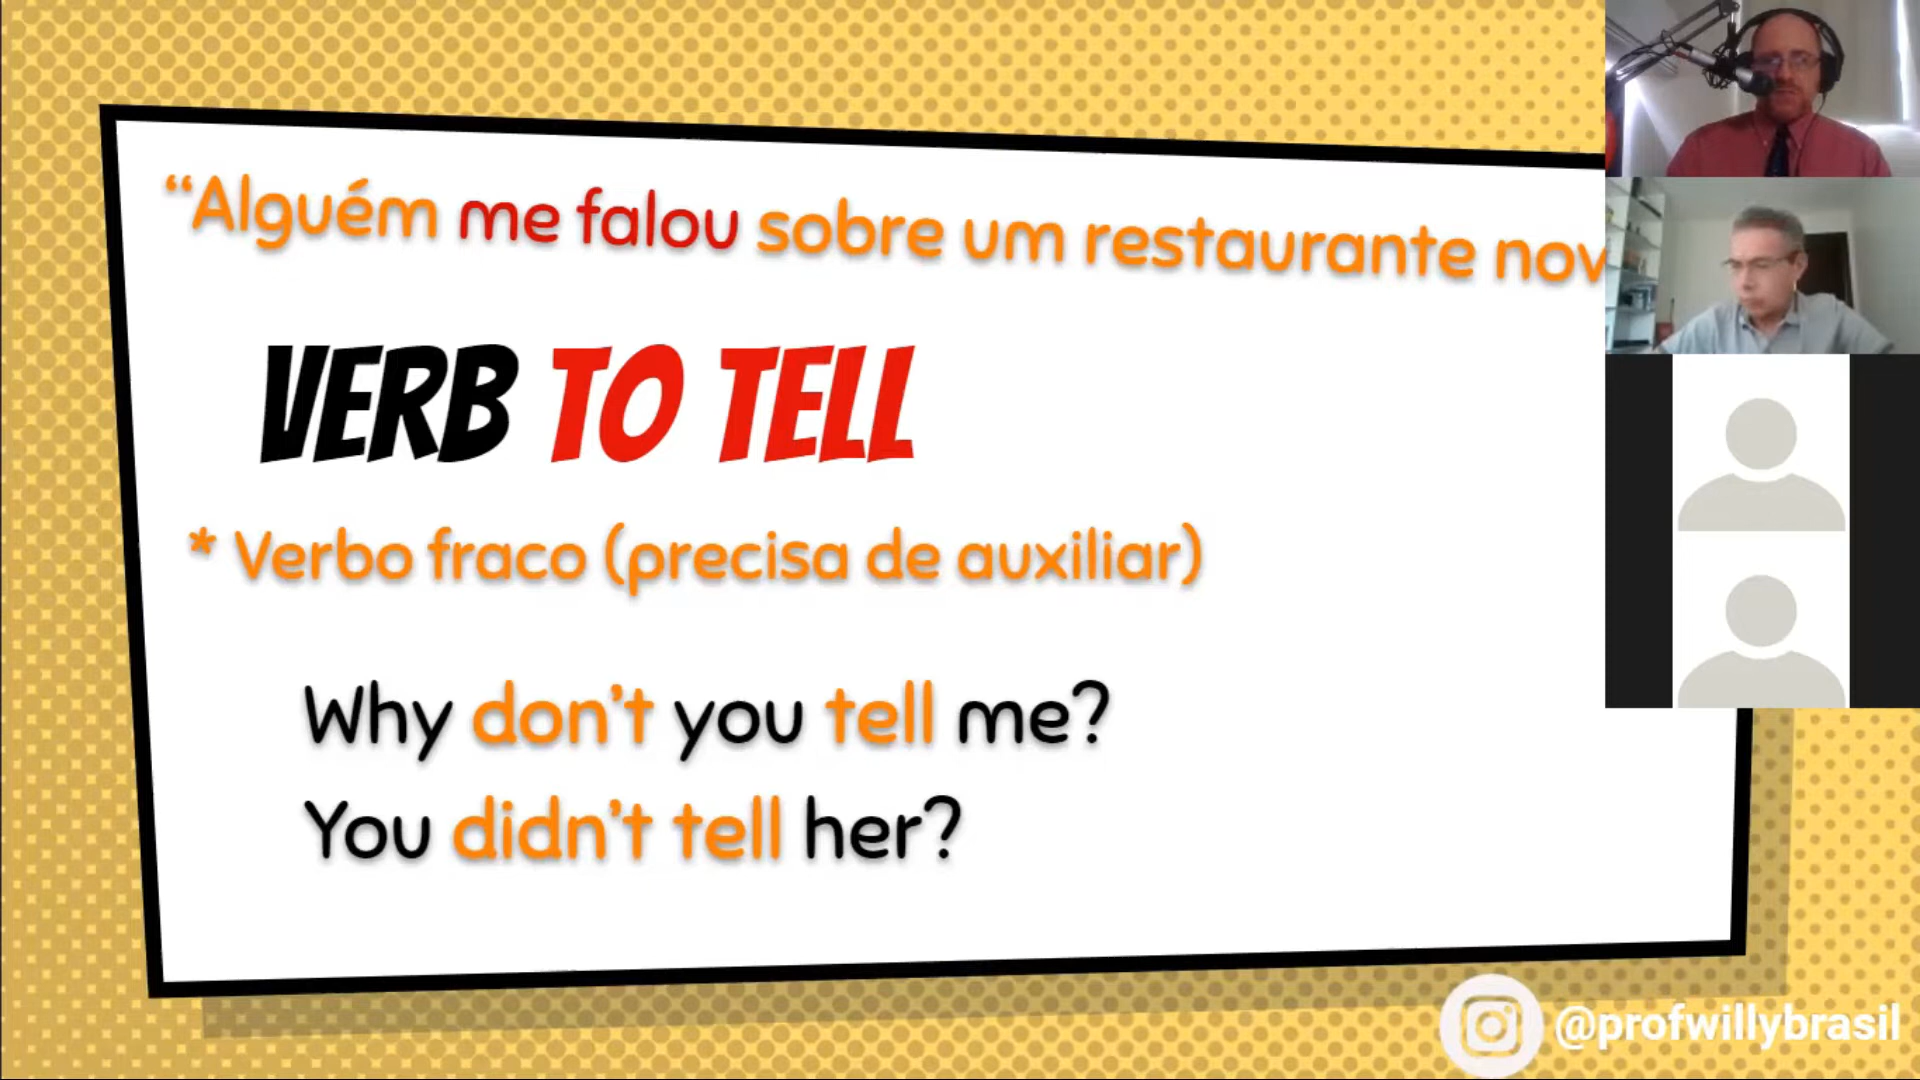 “Alguém me falou sobre um restaurante nov
VERB TO TELL
* Verbo fraco (precisa de auxiliar)
Why don't you tell me?
You didn't tell her?
@profwillybrasil